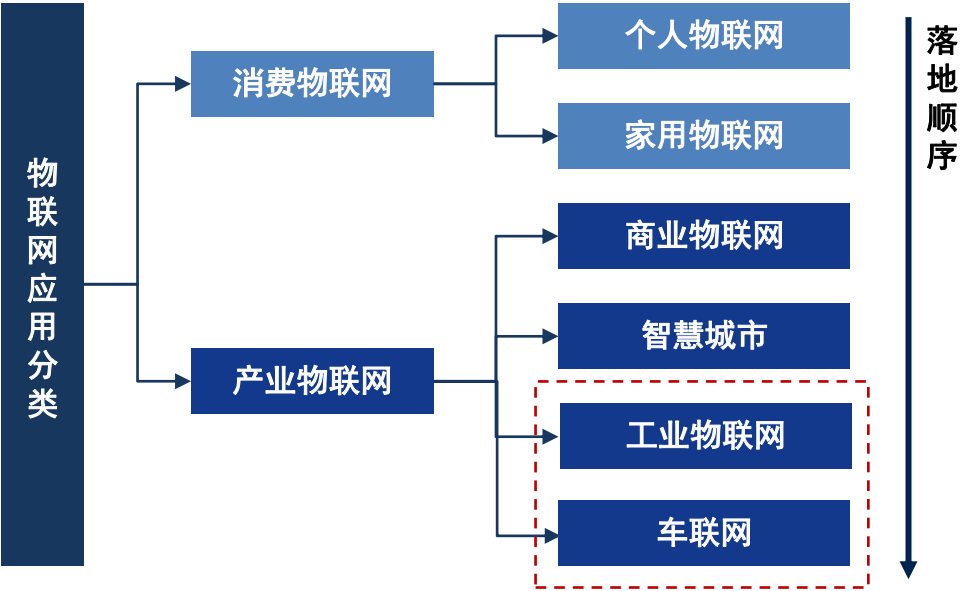 物联网应用分类
消费物联网
产业物联网
个人物联网
家用物联网
商业物联网
智慧城市
工业物联网
车联网
落地顺序